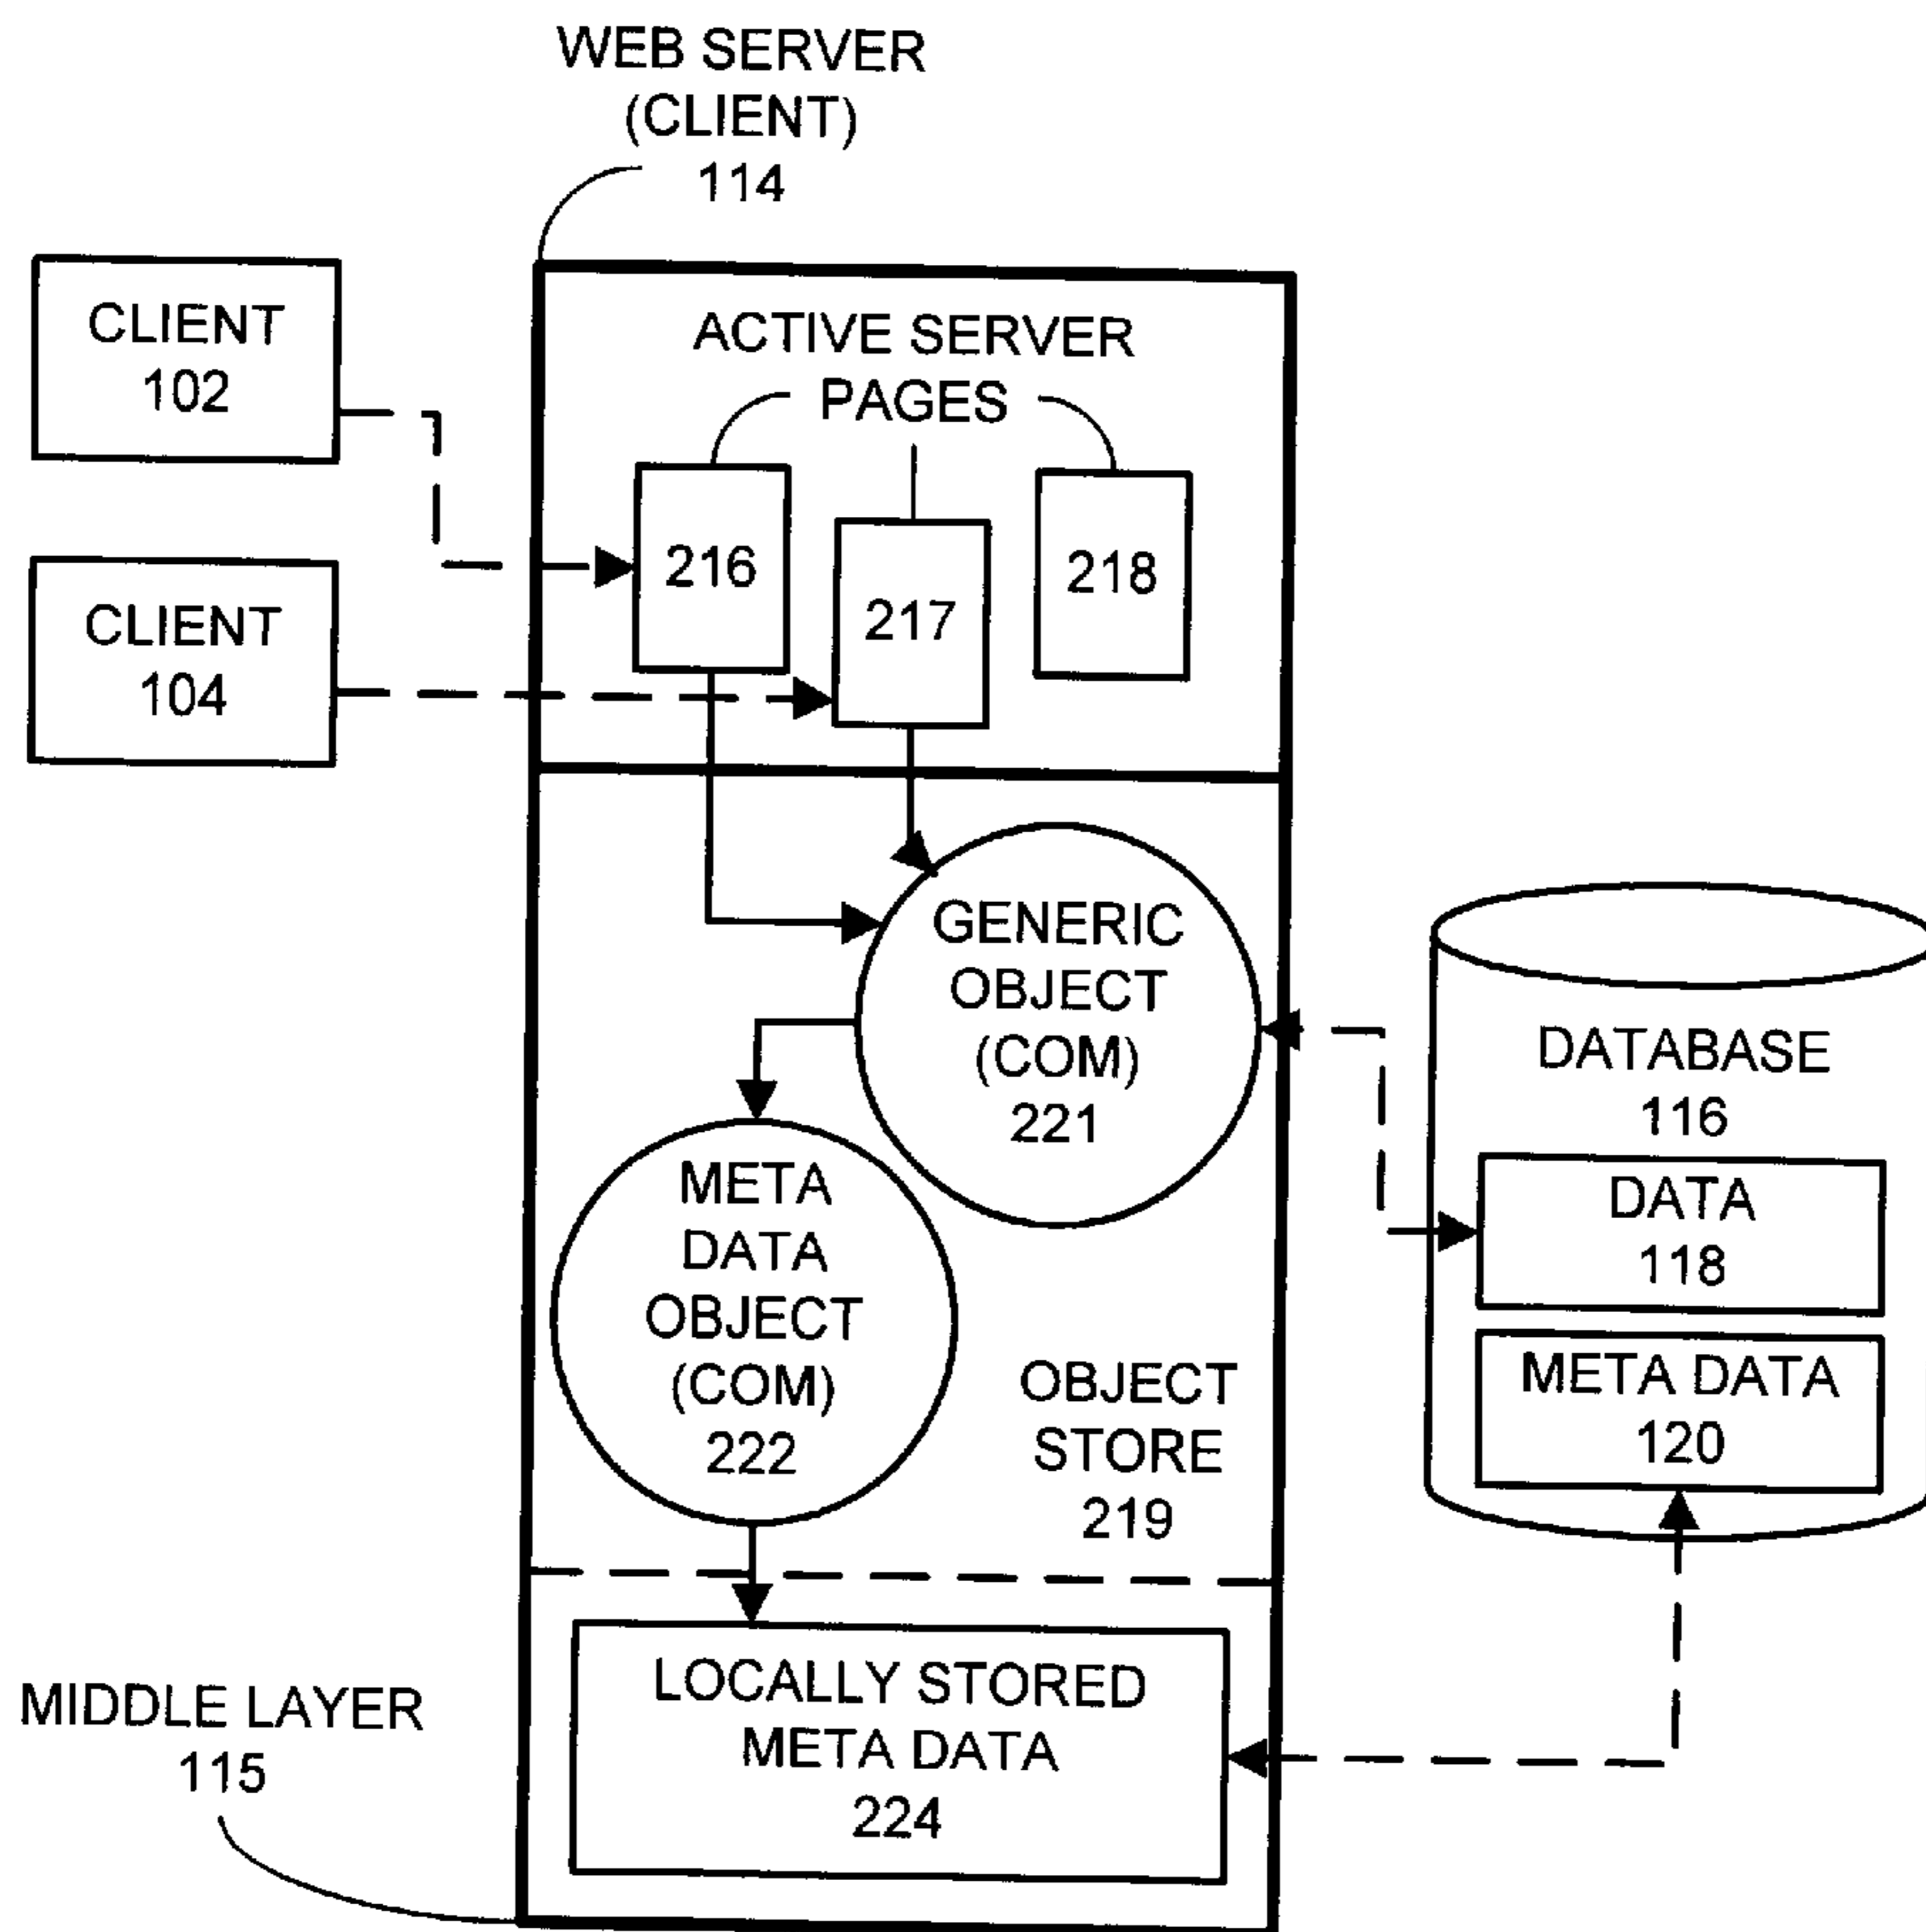 WEB SERVER
(CLIENT)
114
CLIENT
102
ACTIVE SERVER
PAGES
216
217
218
CLIENT
104
GENERIC
OBJECT
(COM)
221
DATABASE
116
DATA
118
META DATA
120
META
DATA
OBJECT
(COM)
222
OBJECT
STORE
219
LOCALLY STORED
META DATA
224
MIDDLE LAYER
115